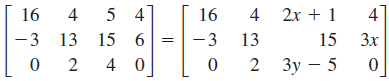 [ 16 4 5 4 ] = [ 16 4 2x + 1 4 ]
[ −3 13 15 6 ] = [ −3 13 15 3x ]
[ 0 2 4 0 ] = [ 0 2 3y − 5 0 ]